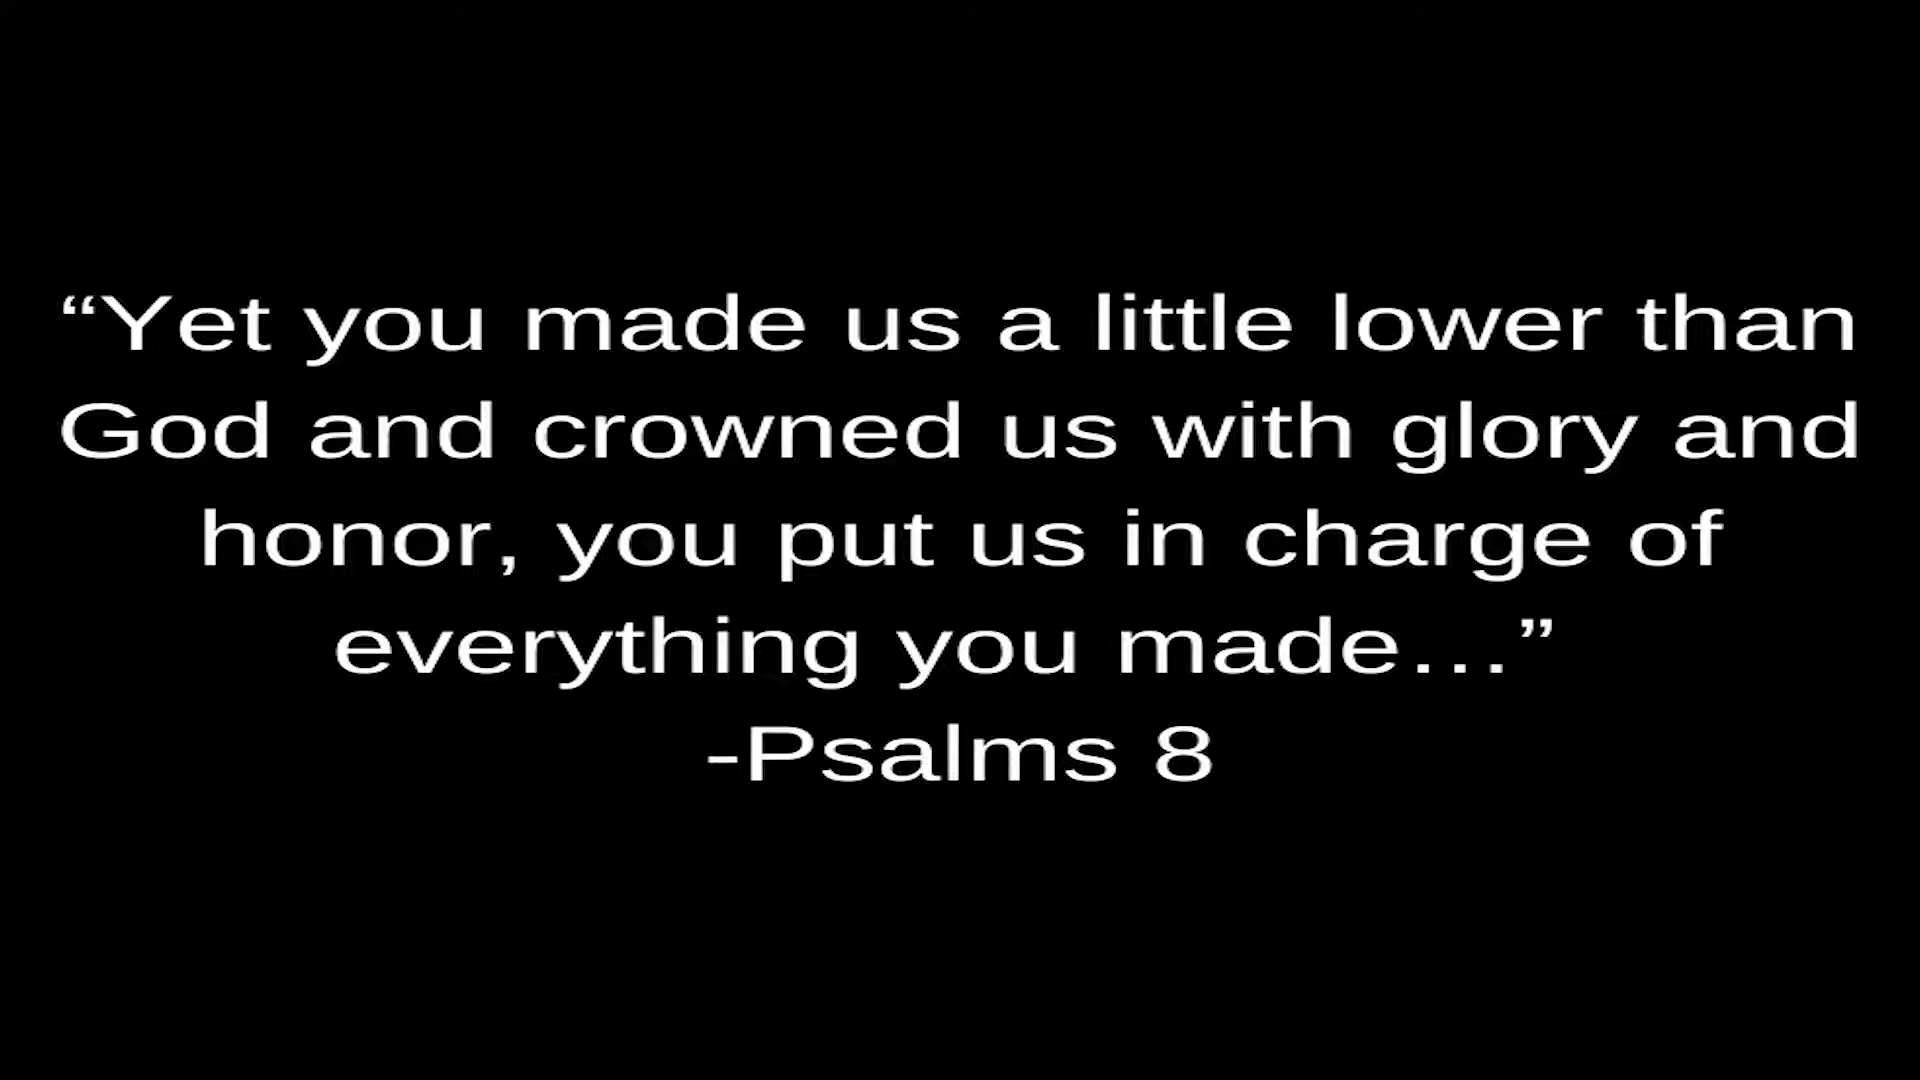 “Yet you made us a little lower than
God and crowned us with glory and
honor, you put us in charge of
everything you made…”
-Psalms 8